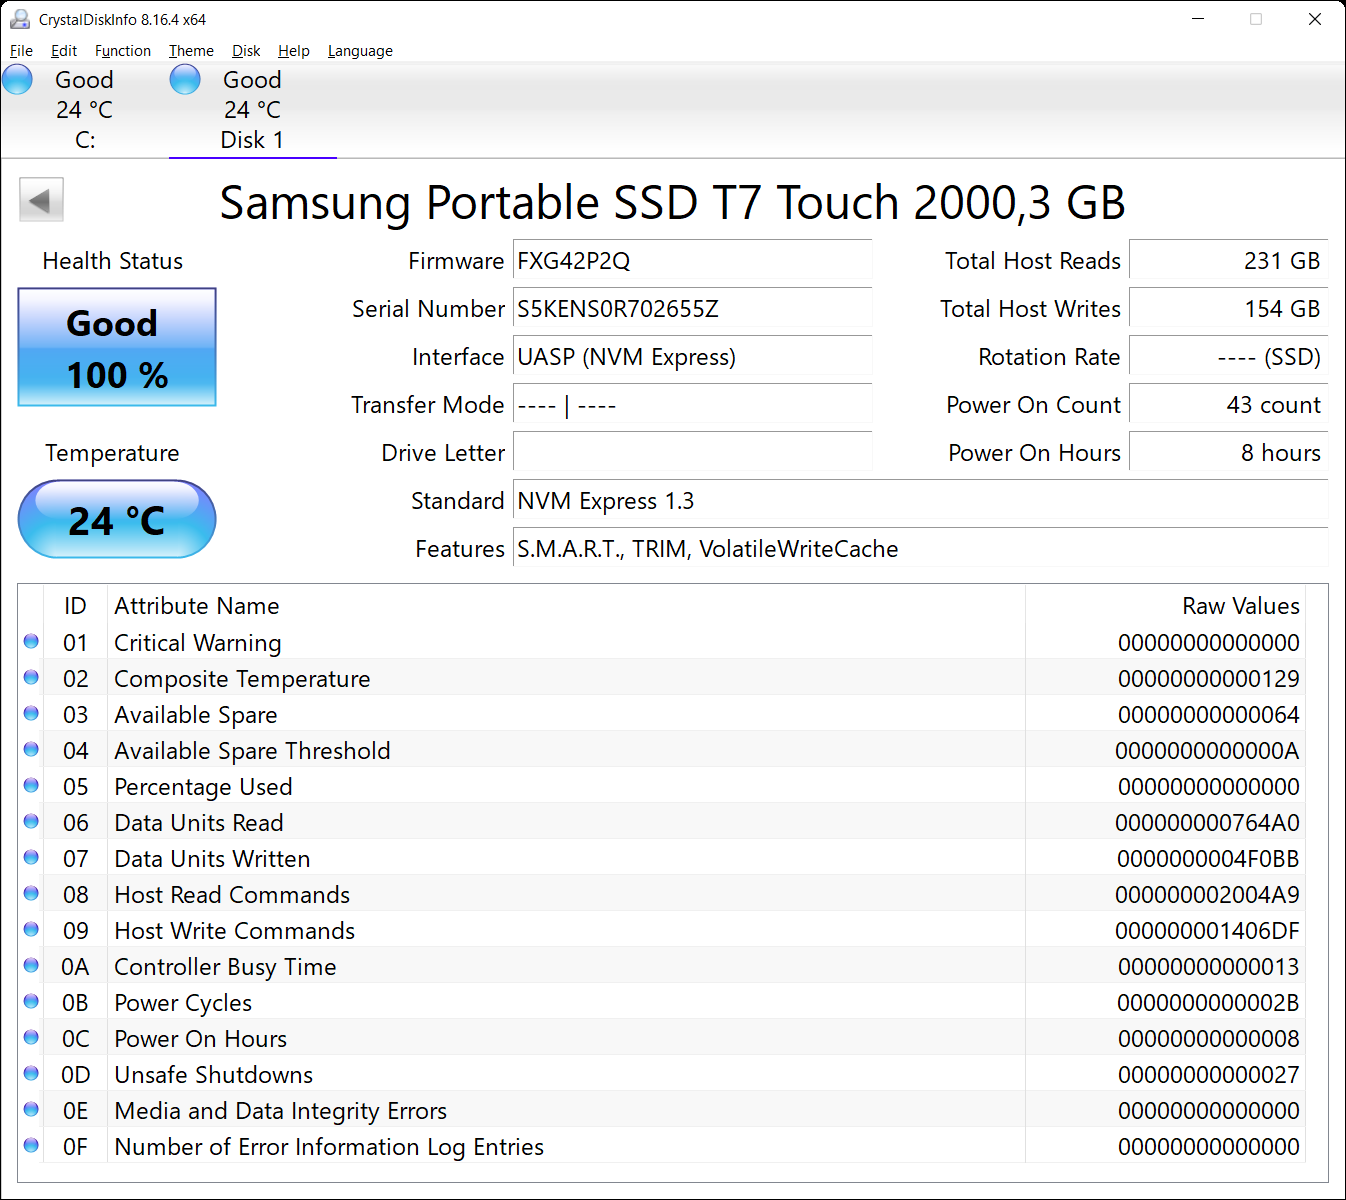 CrystalDiskInfo 8.16.4 x64
File Edit Function Theme Disk Help Language
Good Good
24 °C 24 °C
C: Disk 1
Samsung Portable SSD T7 Touch 2000,3 GB
Health Status
Good
100 %
Temperature
24 °C
Firmware FXG42P2Q
Serial Number S5KENS0R702655Z
Interface UASP (NVM Express)
Transfer Mode ---- | ----
Drive Letter
Standard NVM Express 1.3
Features S.M.A.R.T., TRIM, VolatileWriteCache
Total Host Reads 231 GB
Total Host Writes 154 GB
Rotation Rate ---- (SSD)
Power On Count 43 count
Power On Hours 8 hours
ID Attribute Name Raw Values
01 Critical Warning 00000000000000
02 Composite Temperature 00000000000129
03 Available Spare 00000000000064
04 Available Spare Threshold 0000000000000A
05 Percentage Used 00000000000000
06 Data Units Read 000000000764A0
07 Data Units Written 0000000004F0BB
08 Host Read Commands 000000002004A9
09 Host Write Commands 000000001406DF
0A Controller Busy Time 00000000000013
0B Power Cycles 0000000000002B
0C Power On Hours 00000000000008
0D Unsafe Shutdowns 00000000000027
0E Media and Data Integrity Errors 00000000000000
0F Number of Error Information Log Entries 00000000000000